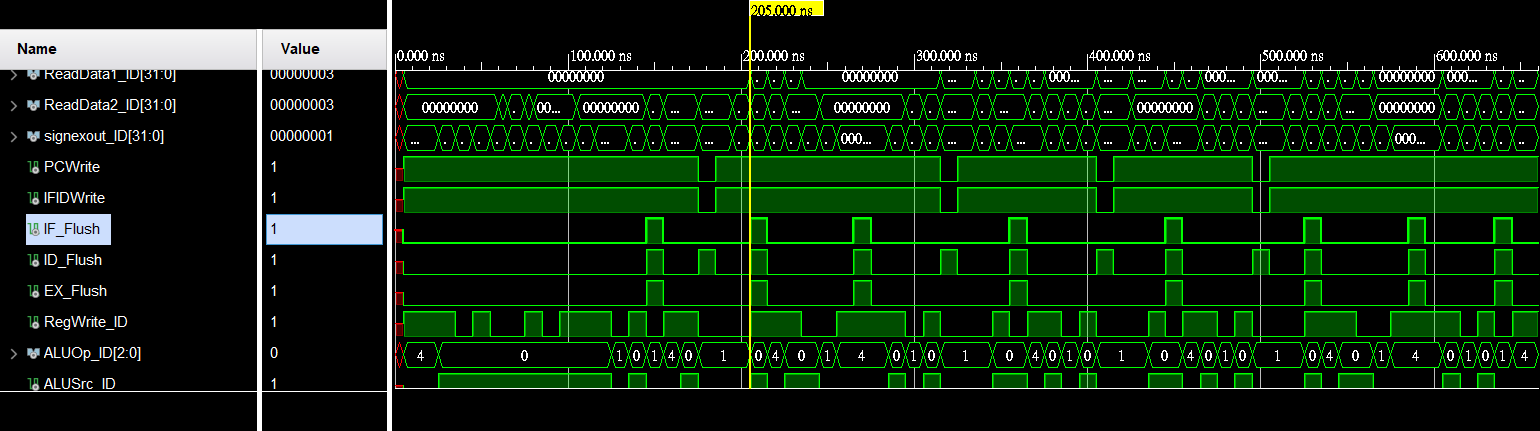 205.000 ns
Name Value
0.000 ns 100.000 ns 200.000 ns 300.000 ns 400.000 ns 500.000 ns 600.000 ns
ReadData1_ID[31:0] 00000003 00000000 . . . 00000000 ... . . . . 000... ... ... . 000... 000... . . . 00000000 000... . . .
ReadData2_ID[31:0] 00000003 00000000 . . 00... 00000000 . ... ... . . . . ... 00000000 . . ... ... . . . ... 00000000 . . ... ... . . . ... 00000000 . . .
signexout_ID[31:0] 00000001
PCWrite 1
IFIDWrite 1
IF_Flush 1
ID_Flush 1
EX_Flush 1
RegWrite_ID 1
ALUOp_ID[2:0] 0 4 0 1 0 1 4 0 1 0 4 0 1 4 0 1 0 1 0 4 0 1 0 1 0 4 0 1 0 1 0 4 0 1 4 0 1 0 1 4
ALUSrc_ID 1